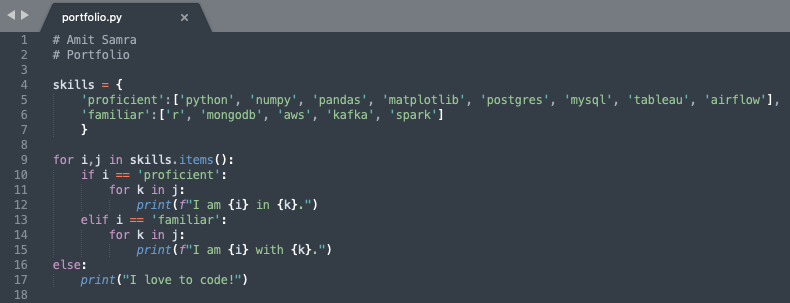 portfolio.py
1 # Amit Samra
2 # Portfolio
3
4 skills = {
5     'proficient':['python', 'numpy', 'pandas', 'matplotlib', 'postgres', 'mysql', 'tableau', 'airflow'],
6     'familiar':['r', 'mongodb', 'aws', 'kafka', 'spark']
7     }
8
9 for i,j in skills.items():
10     if i == 'proficient':
11         for k in j:
12             print(f"I am {i} in {k}.")
13     elif i == 'familiar':
14         for k in j:
15             print(f"I am {i} with {k}.")
16 else:
17     print("I love to code!")
18